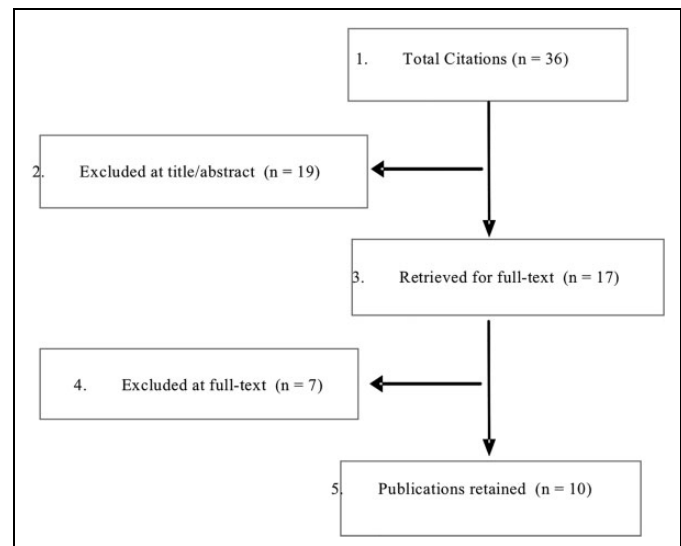 1. Total Citations (n = 36)
2. Excluded at title/abstract (n = 19)
3. Retrieved for full-text (n = 17)
4. Excluded at full-text (n = 7)
5. Publications retained (n = 10)